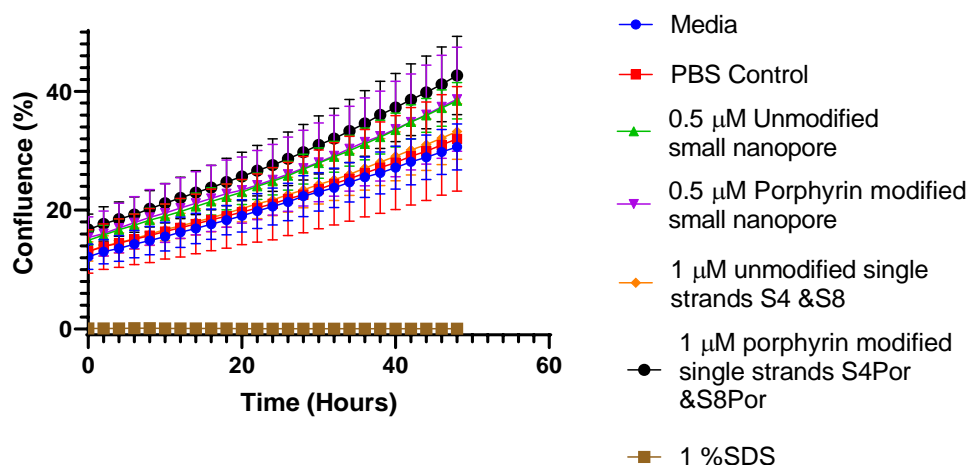 Confluence (%)
40
20
0
0
20
40
60
Time (Hours)
Media
PBS Control
0.5 μM Unmodified
small nanopore
0.5 μM Porphyrin modified
small nanopore
1 μM unmodified single
strands S4 &S8
1 μM porphyrin modified
single strands S4Por
&S8Por
1 %SDS